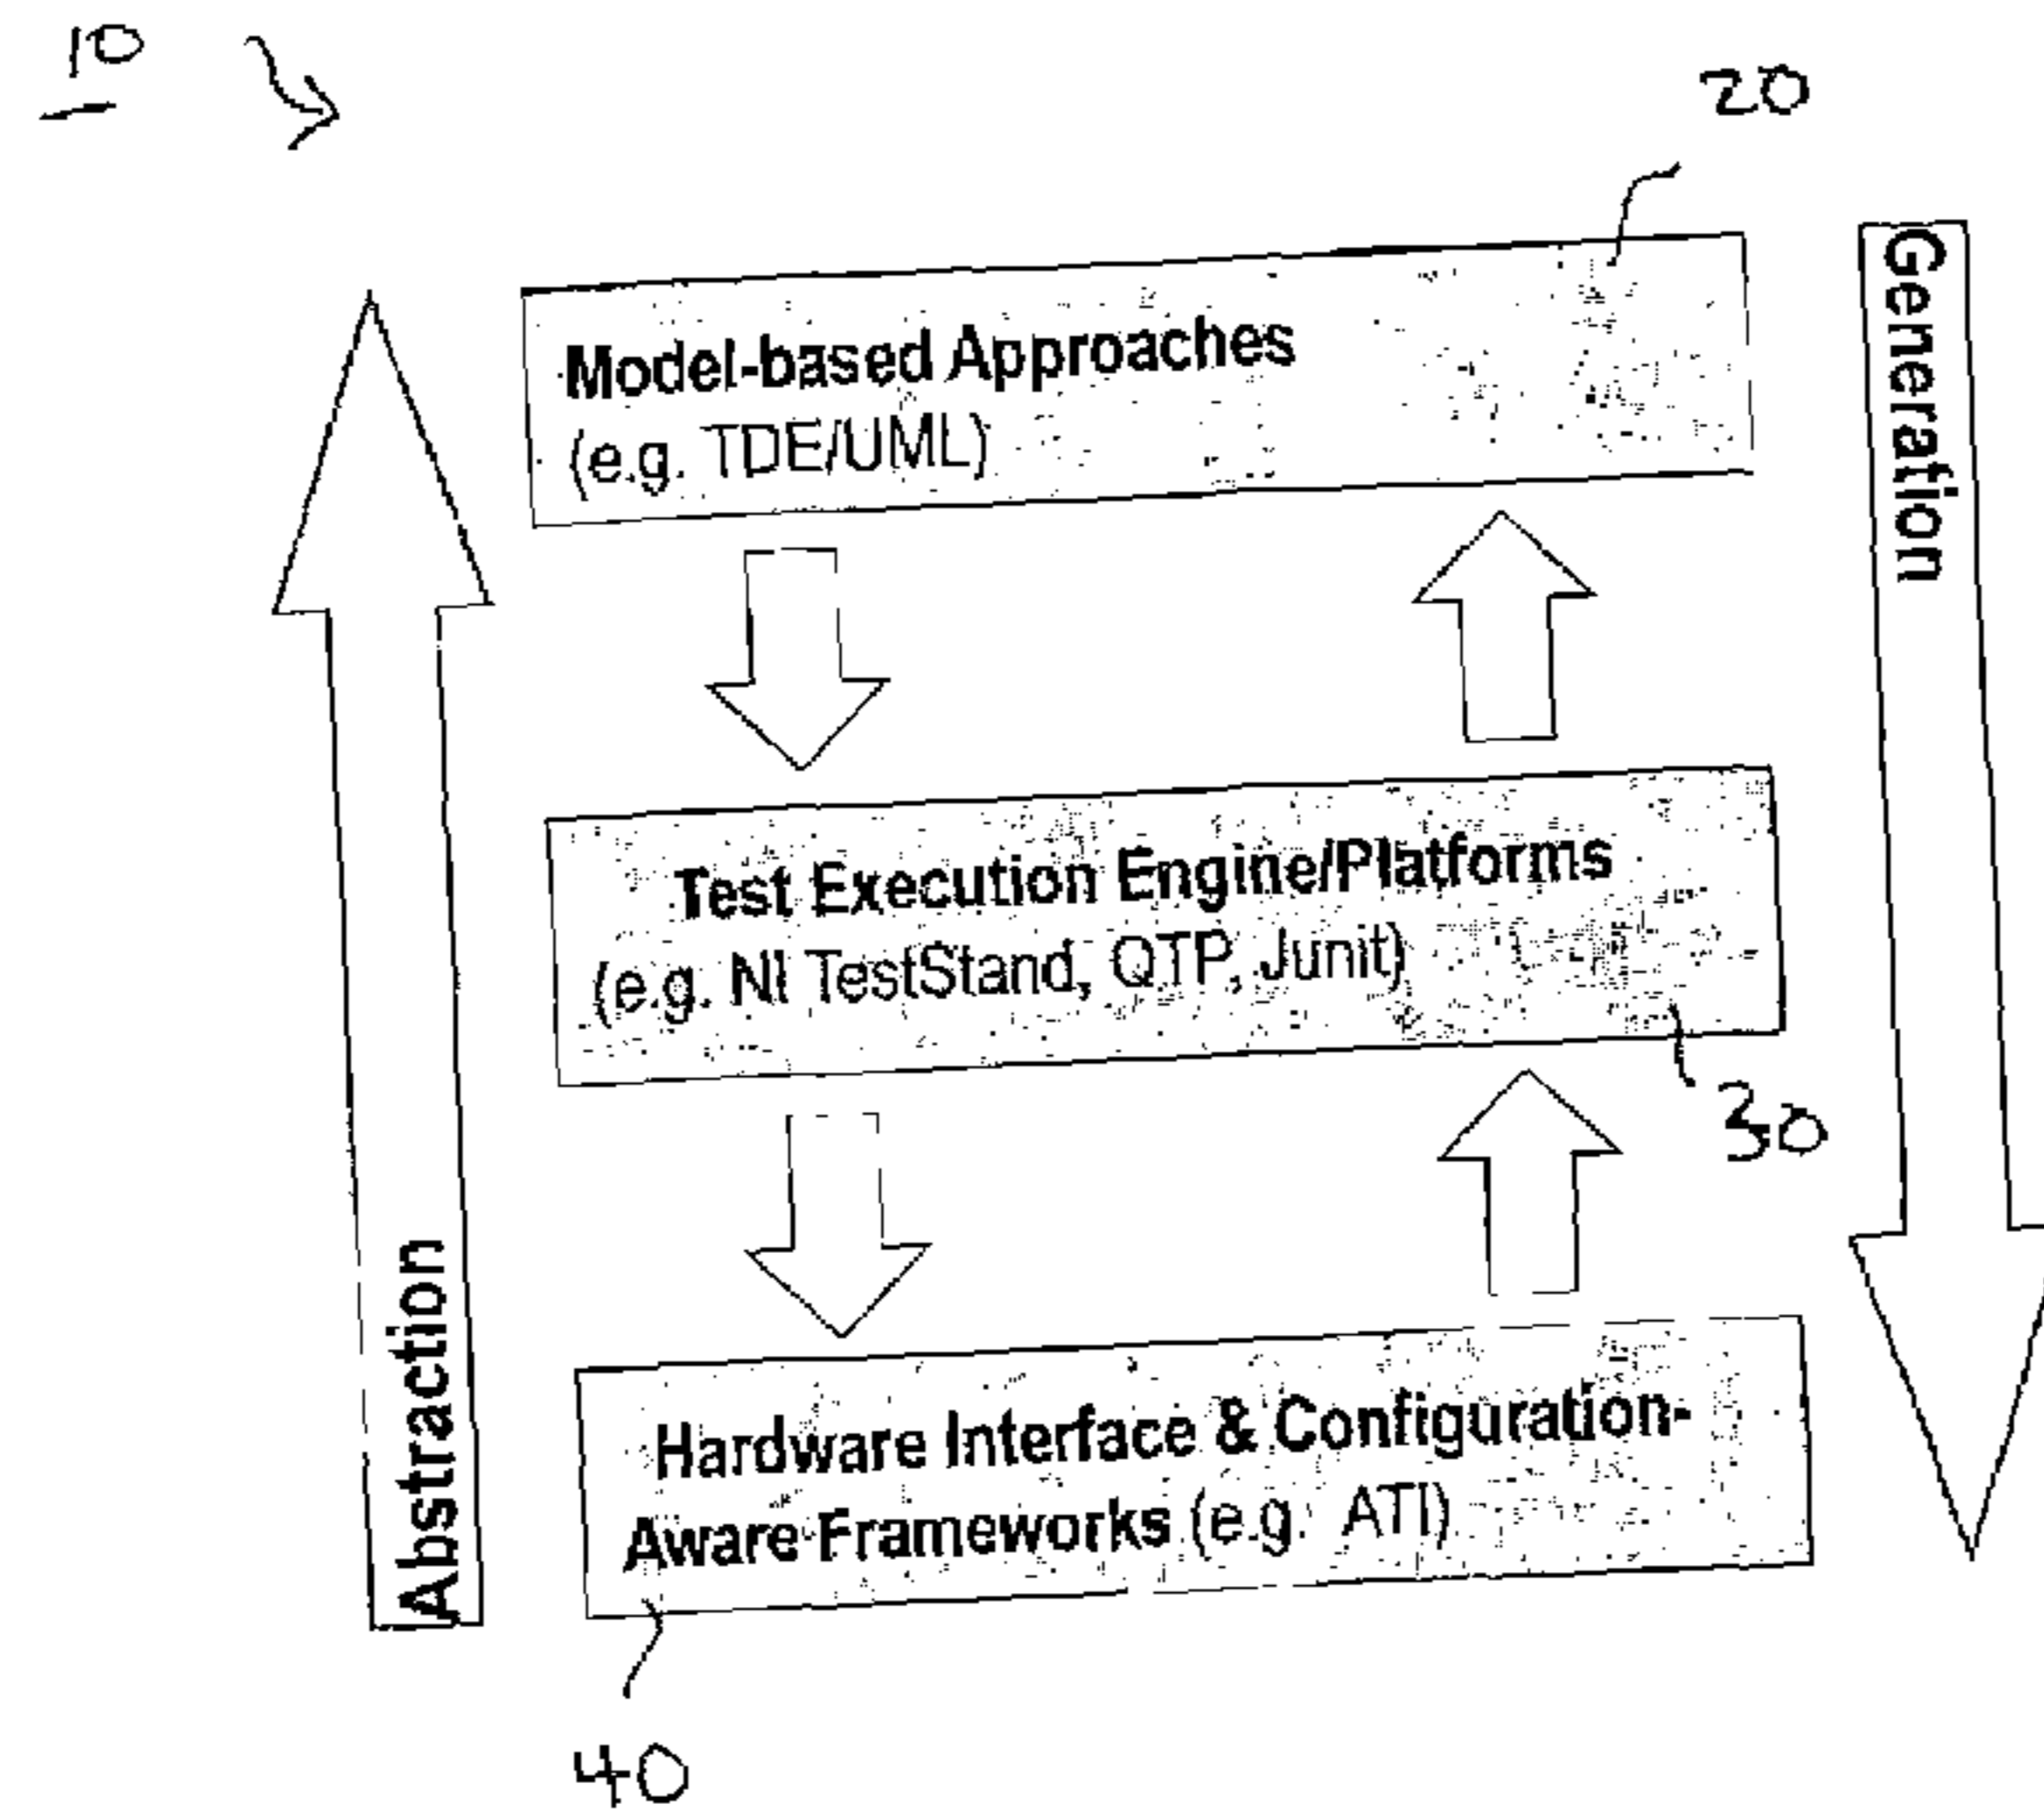 10
20
Generation
Model-based Approaches
(e.g. TDE/UML)
Test Execution Engine/Platforms
(e.g. NI TestStand, QTP, Junit)
30
Abstraction
Hardware Interface & Configuration-
Aware Frameworks (e.g. ATI)
40